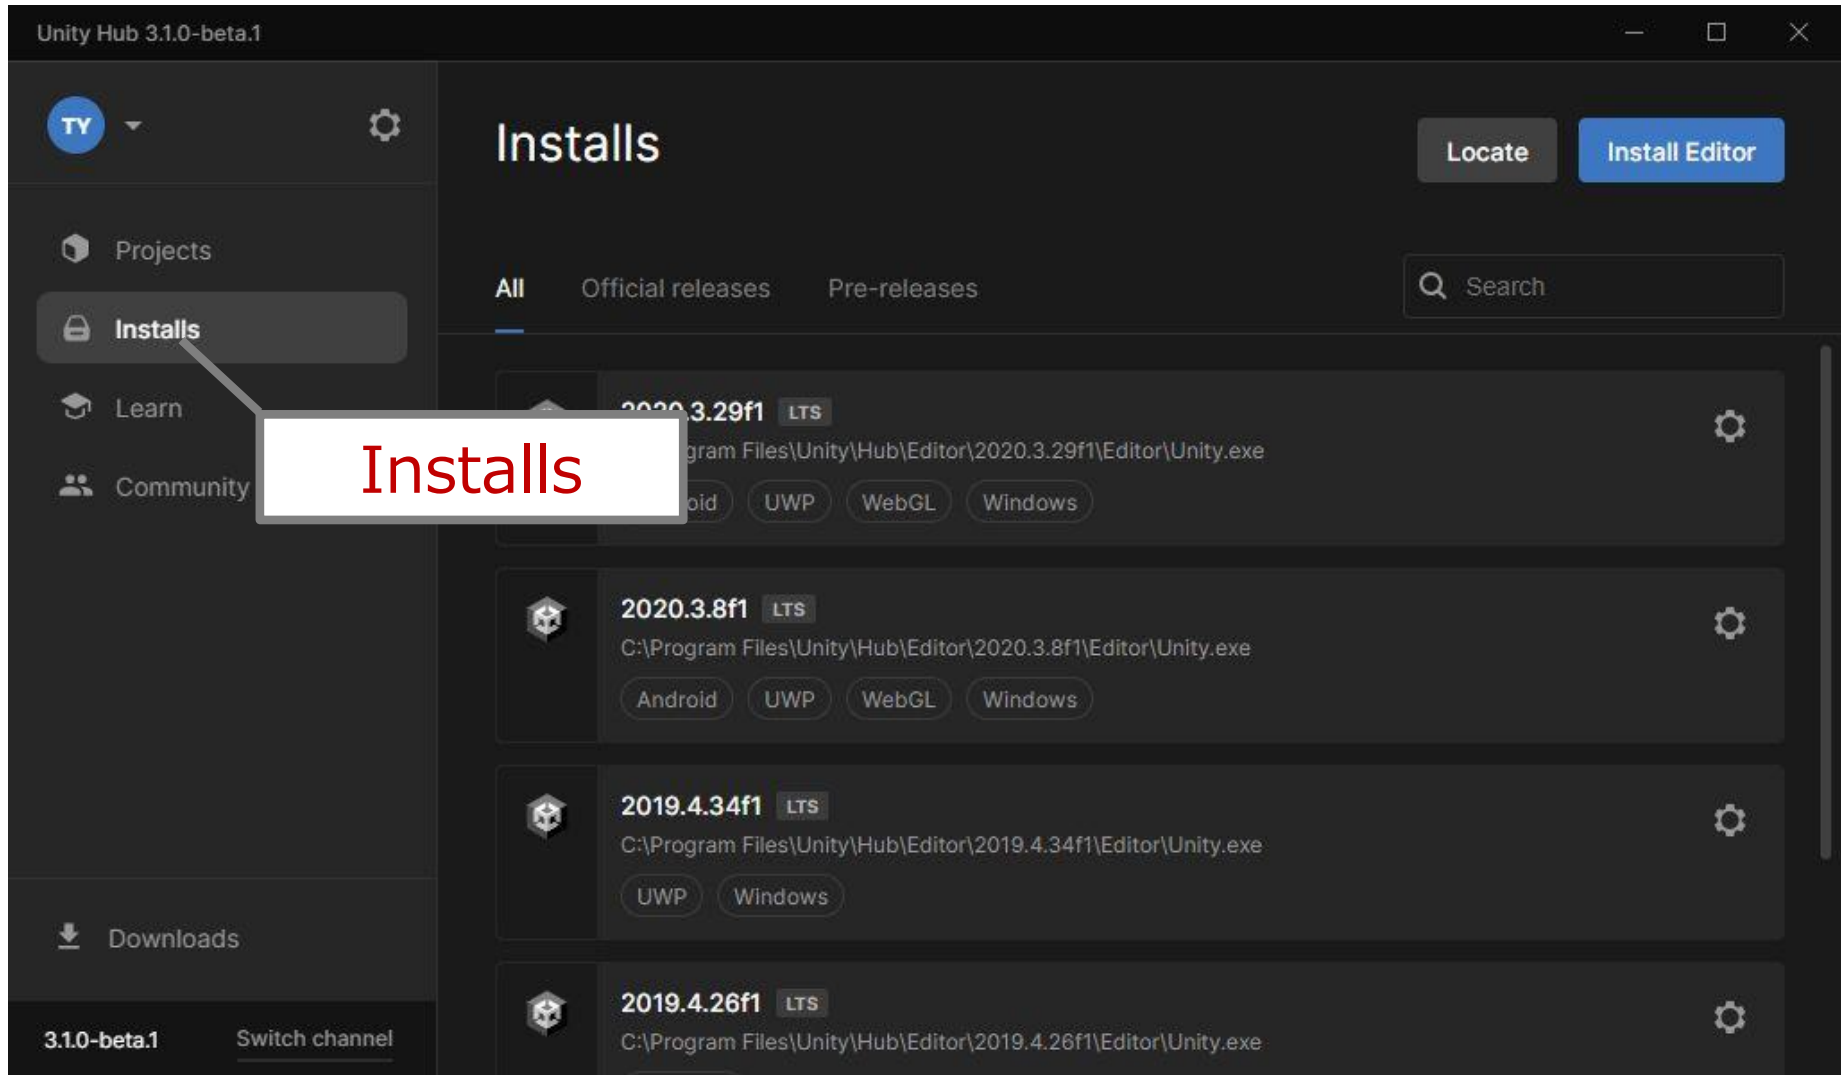 Unity Hub 3.1.0-beta.1
TY
Projects
Installs
Learn
Community
Downloads
3.1.0-beta.1 Switch channel
Installs
Installs
Locate
Install Editor
All Official releases Pre-releases
Search
2020.3.29f1 LTS
Files\Unity\Hub\Editor\2020.3.29f1\Editor\Unity.exe
UWP WebGL Windows
2020.3.8f1 LTS
C:\Program Files\Unity\Hub\Editor\2020.3.8f1\Editor\Unity.exe
Android UWP WebGL Windows
2019.4.34f1 LTS
C:\Program Files\Unity\Hub\Editor\2019.4.34f1\Editor\Unity.exe
UWP Windows
2019.4.26f1 LTS
C:\Program Files\Unity\Hub\Editor\2019.4.26f1\Editor\Unity.exe